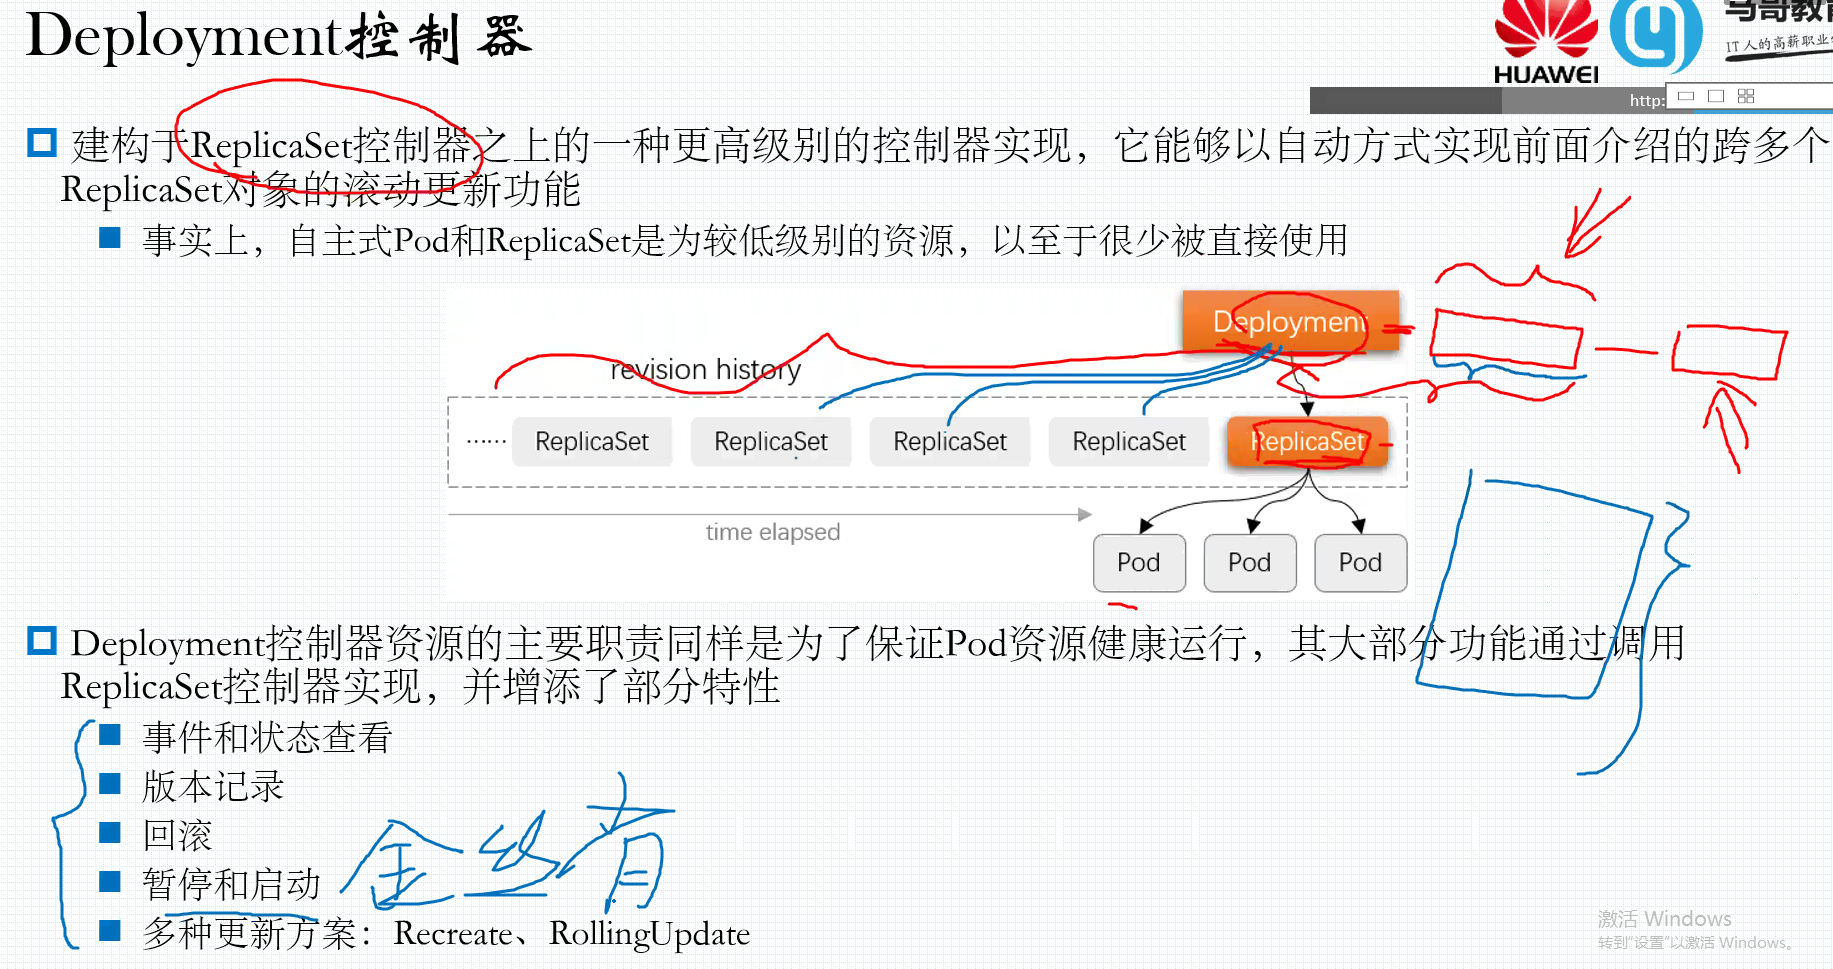 Deployment控制器
HUAWEI
马哥教育
IT人的高薪职业
http:
建构于ReplicaSet控制器之上的一种更高级别的控制器实现，它能够以自动方式实现前面介绍的跨多个
ReplicaSet对象的滚动更新功能
事实上，自主式Pod和ReplicaSet是为较低级别的资源，以至于很少被直接使用
Deployment
revision history
...... ReplicaSet ReplicaSet ReplicaSet ReplicaSet ReplicaSet
time elapsed
Pod Pod Pod
Deployment控制器资源的主要职责同样是为了保证Pod资源健康运行，其大部分功能通过调用
ReplicaSet控制器实现，并增添了部分特性
事件和状态查看
版本记录
回滚
暂停和启动
金丝
多种更新方案：Recreate、RollingUpdate
激活 Windows
转到“设置”以激活 Windows。